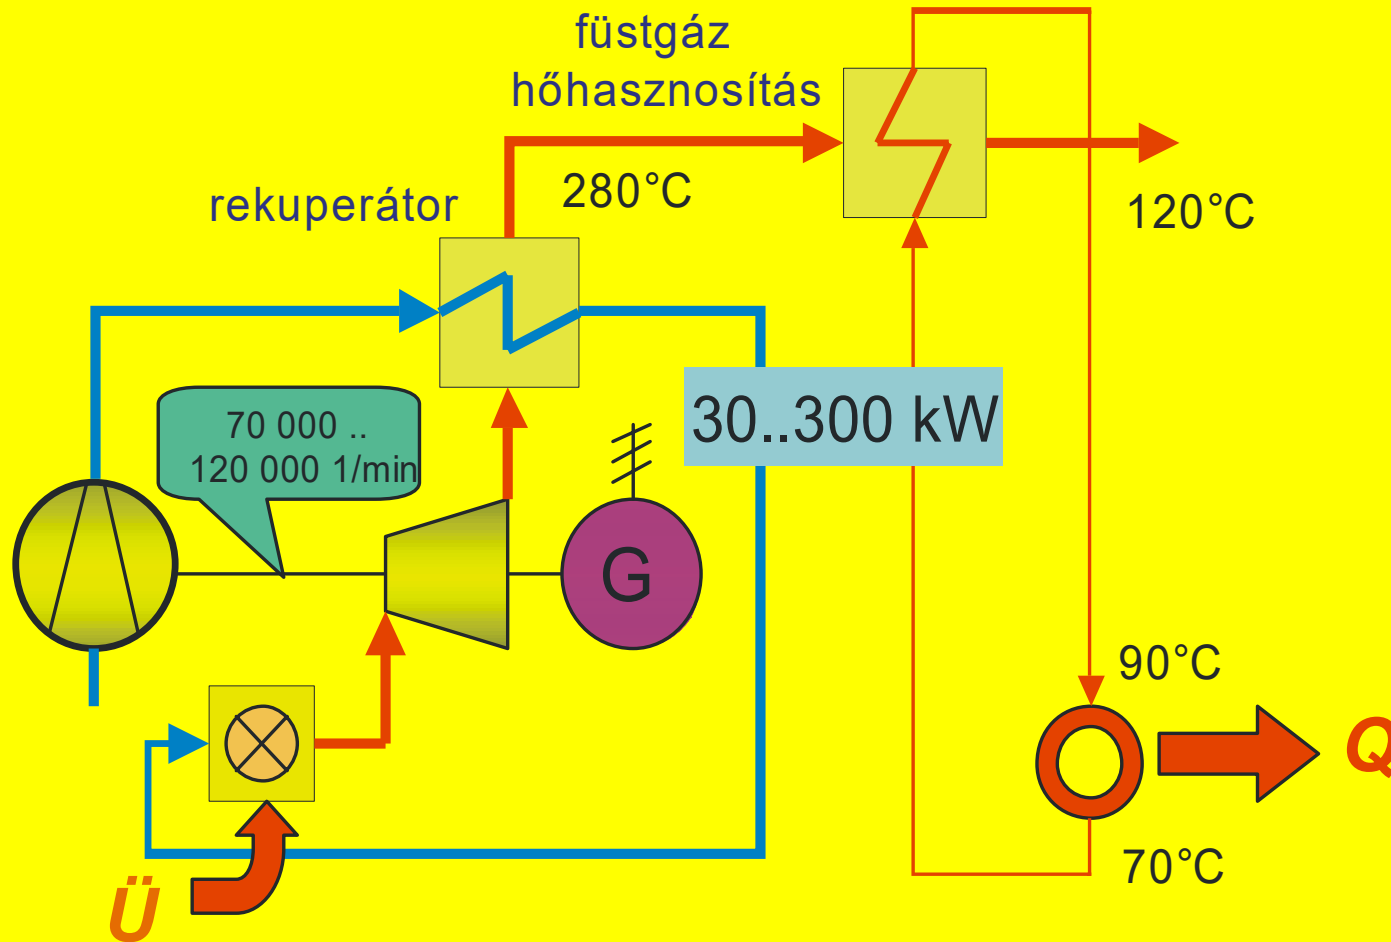 füstgáz
hőhasznosítás
280°C
120°C
rekuperátor
70 000 ..
120 000 1/min
30..300 kW
G
90°C
Q
70°C
Ü